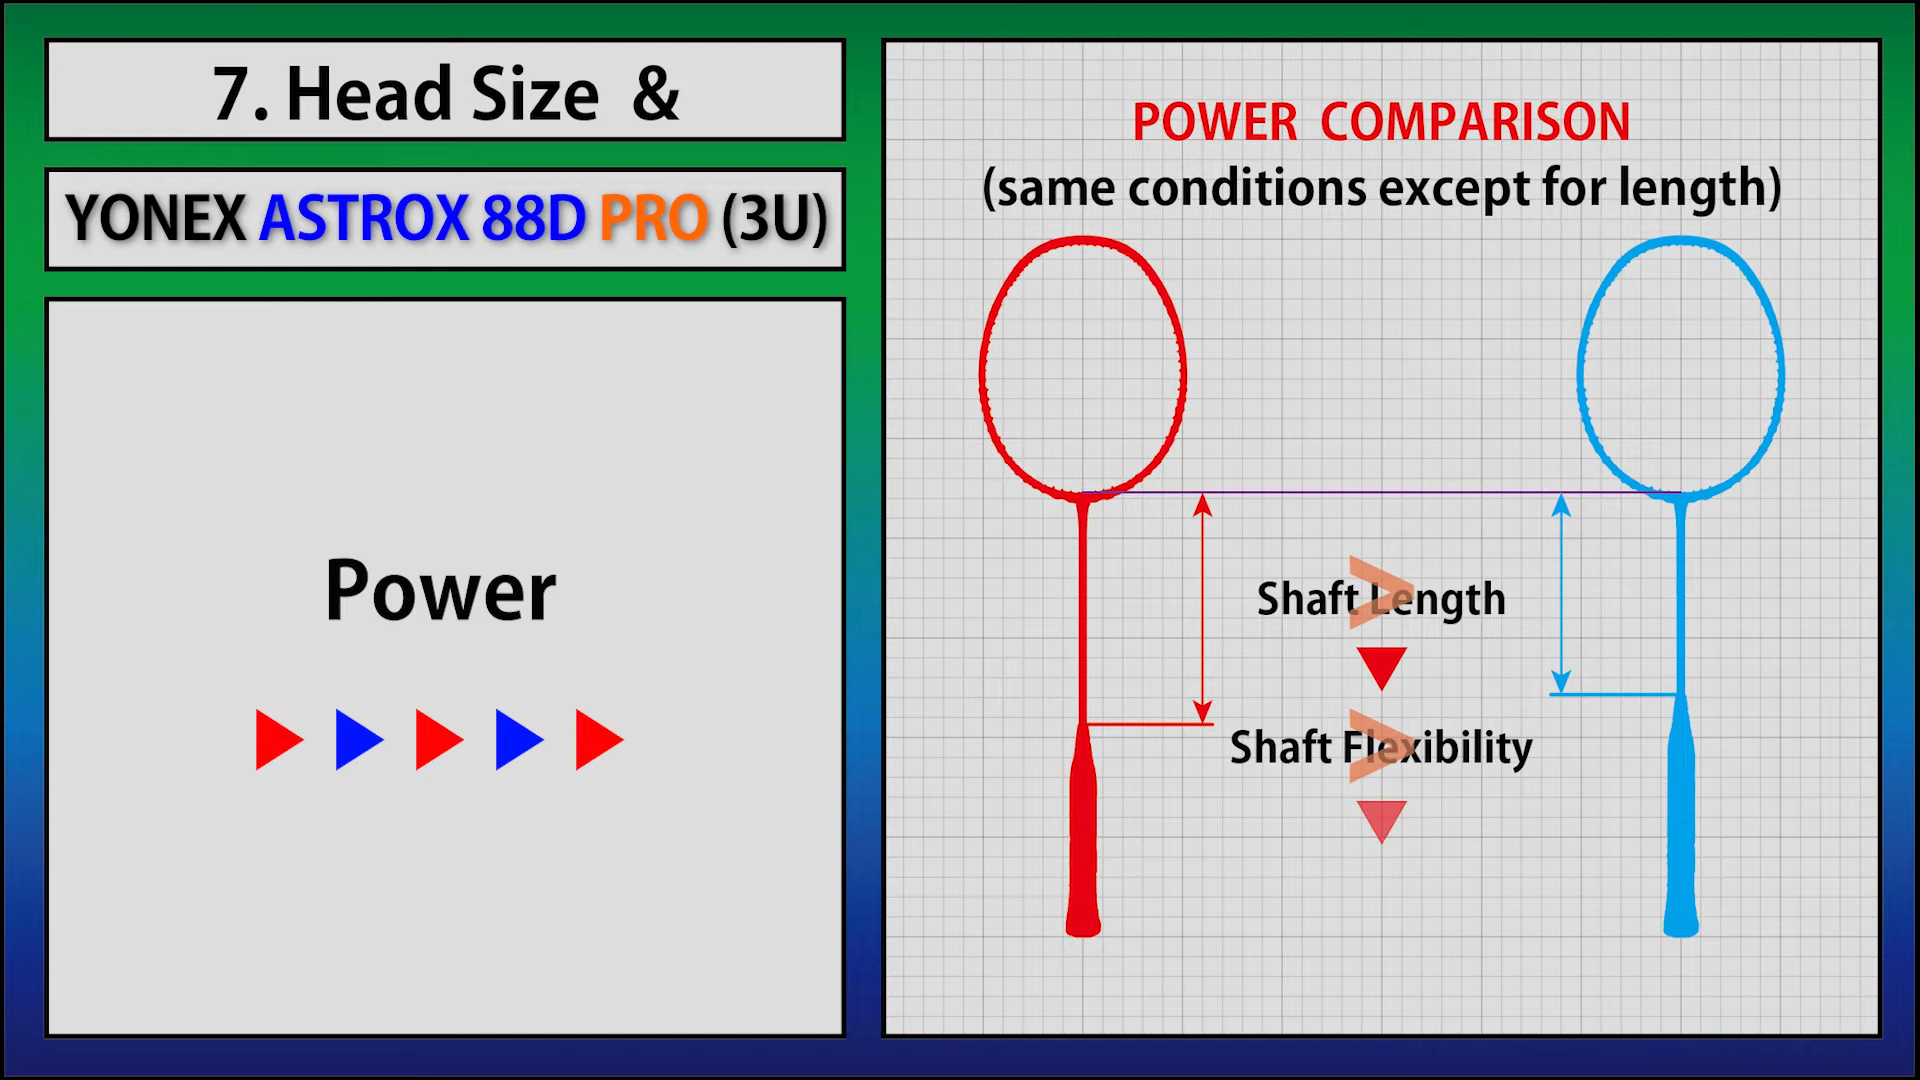 7. Head Size &
YONEX ASTROX 88D PRO (3U)
Power
POWER COMPARISON
(same conditions except for length)
>
Shaft Length
>
Shaft Flexibility